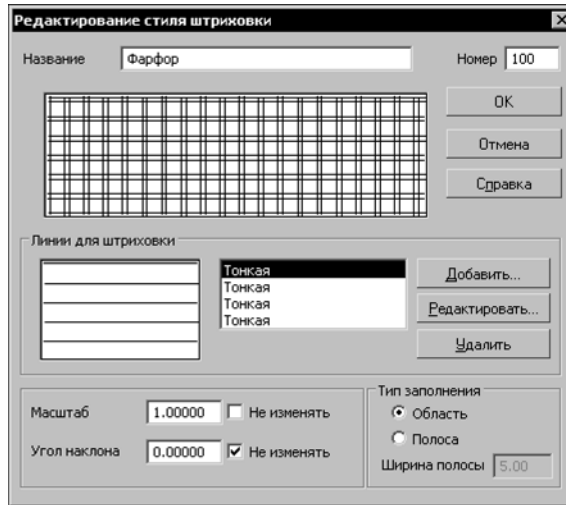 Редактирование стиля штриховки
Название Фарфор Номер 100
OK
Отмена
Справка
Линии для штриховки
Тонкая
Тонкая
Тонкая
Тонкая
Добавить...
Редактировать...
Удалить
Масштаб 1.00000 Не изменять
Угол наклона 0.00000 Не изменять
Тип заполнения
Область
Полоса
Ширина полосы 5.00